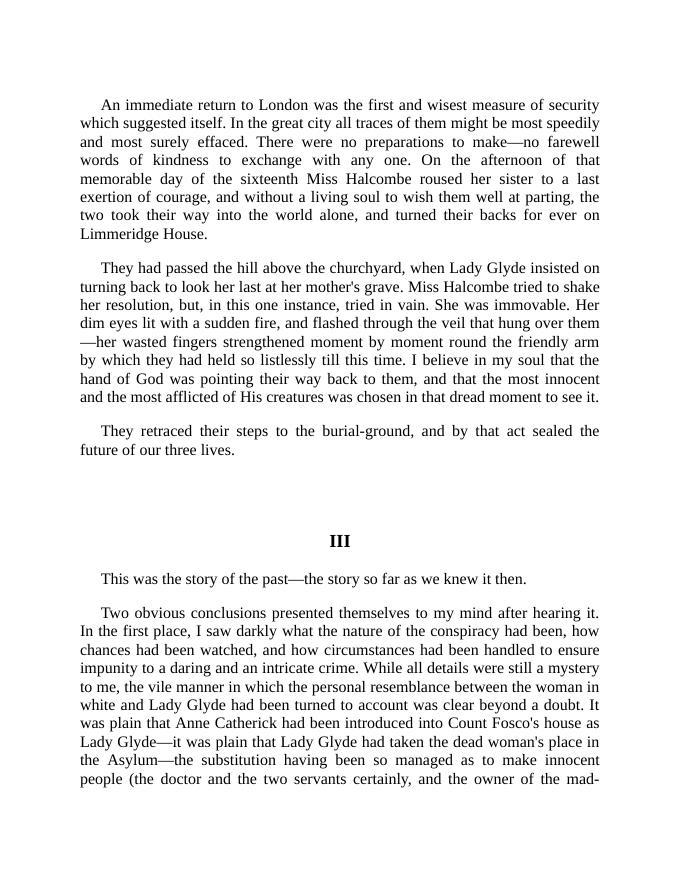 An immediate return to London was the first and wisest measure of security
which suggested itself. In the great city all traces of them might be most speedily
and most surely effaced. There were no preparations to make—no farewell
words of kindness to exchange with any one. On the afternoon of that
memorable day of the sixteenth Miss Halcombe roused her sister to a last
exertion of courage, and without a living soul to wish them well at parting, the
two took their way into the world alone, and turned their backs for ever on
Limmeridge House.
They had passed the hill above the churchyard, when Lady Glyde insisted on
turning back to look her last at her mother's grave. Miss Halcombe tried to shake
her resolution, but, in this one instance, tried in vain. She was immovable. Her
dim eyes lit with a sudden fire, and flashed through the veil that hung over them
—her wasted fingers strengthened moment by moment round the friendly arm
by which they had held so listlessly till this time. I believe in my soul that the
hand of God was pointing their way back to them, and that the most innocent
and the most afflicted of His creatures was chosen in that dread moment to see it.
They retraced their steps to the burial-ground, and by that act sealed the
future of our three lives.
III
This was the story of the past—the story so far as we knew it then.
Two obvious conclusions presented themselves to my mind after hearing it.
In the first place, I saw darkly what the nature of the conspiracy had been, how
chances had been watched, and how circumstances had been handled to ensure
impunity to a daring and an intricate crime. While all details were still a mystery
to me, the vile manner in which the personal resemblance between the woman in
white and Lady Glyde had been turned to account was clear beyond a doubt. It
was plain that Anne Catherick had been introduced into Count Fosco's house as
Lady Glyde—it was plain that Lady Glyde had taken the dead woman's place in
the Asylum—the substitution having been so managed as to make innocent
people (the doctor and the two servants certainly, and the owner of the mad-